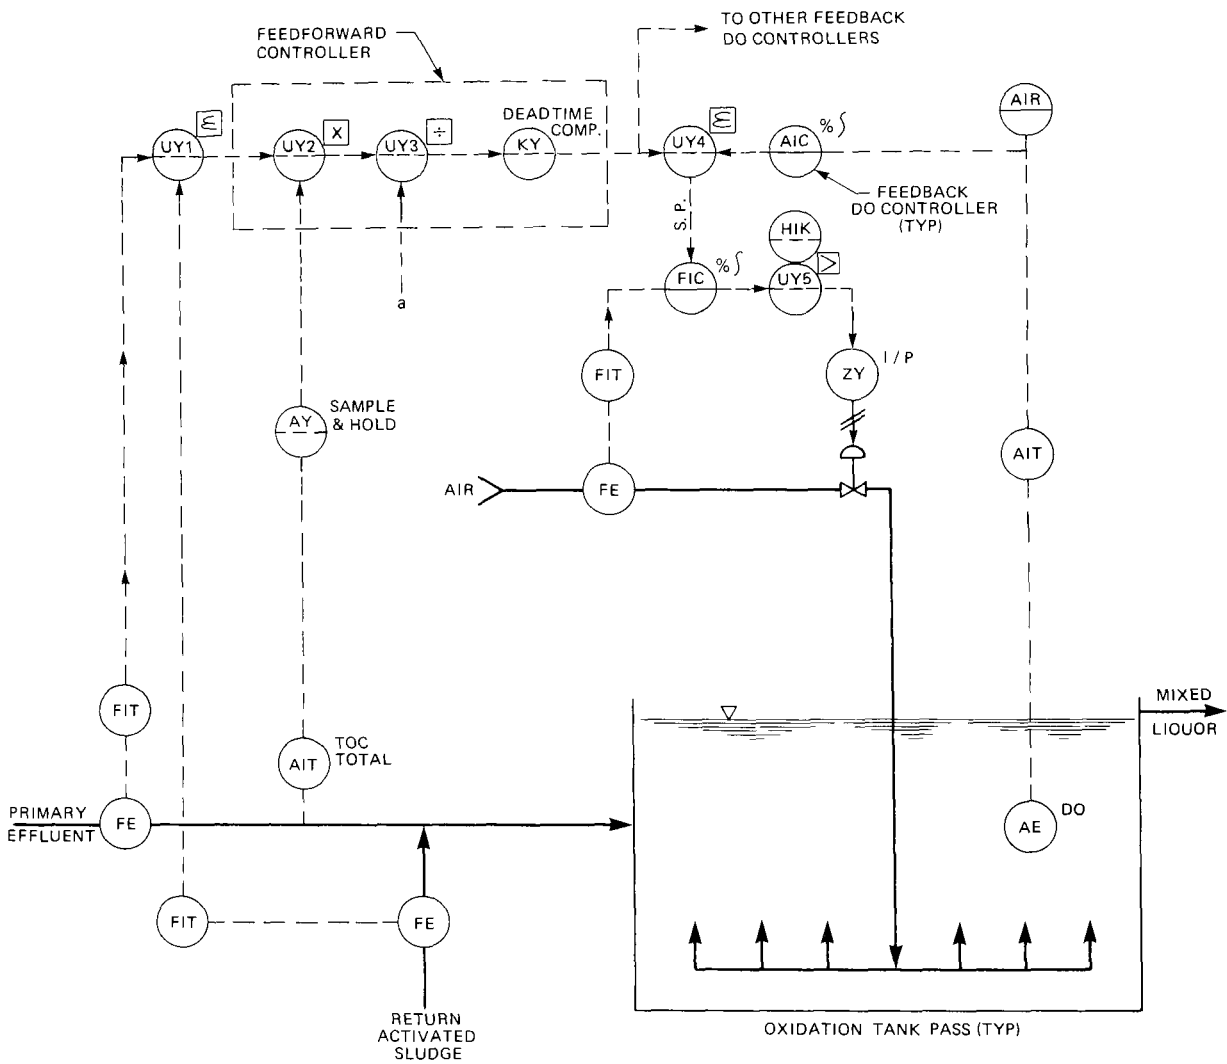 TO OTHER FEEDBACK
DO CONTROLLERS
FEEDFORWARD
CONTROLLER
AIR
DEADTIME
COMP.
Σ
X
÷
Σ
%∫
UY1
UY2
UY3
KY
UY4
AIC
FEEDBACK
DO CONTROLLER
(TYP)
S.P.
HIK
>
%∫
FIC
UY5
a
I/P
FIT
ZY
SAMPLE
& HOLD
AY
AIT
AIR
FE
FIT
MIXED
LIQUOR
TOC
TOTAL
AIT
PRIMARY
EFFLUENT
FE
DO
AE
FIT
FE
RETURN
ACTIVATED
SLUDGE
OXIDATION TANK PASS (TYP)